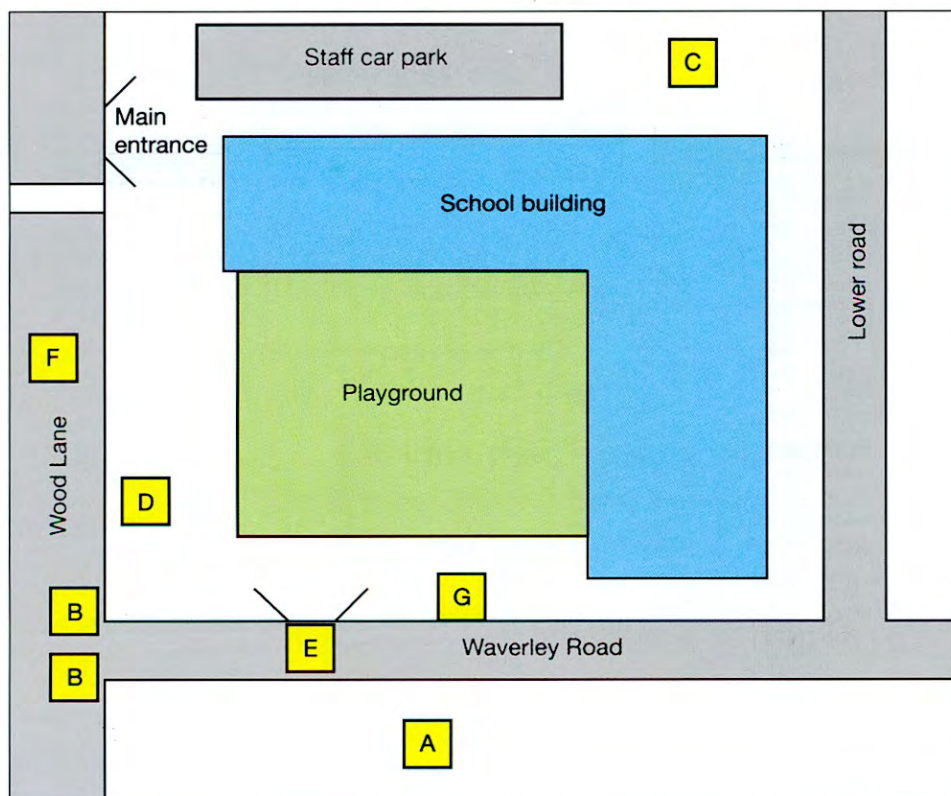 Staff car park
C
Main
entrance
School building
Lower road
F
Playground
Wood Lane
D
B
G
E
Waverley Road
B
A